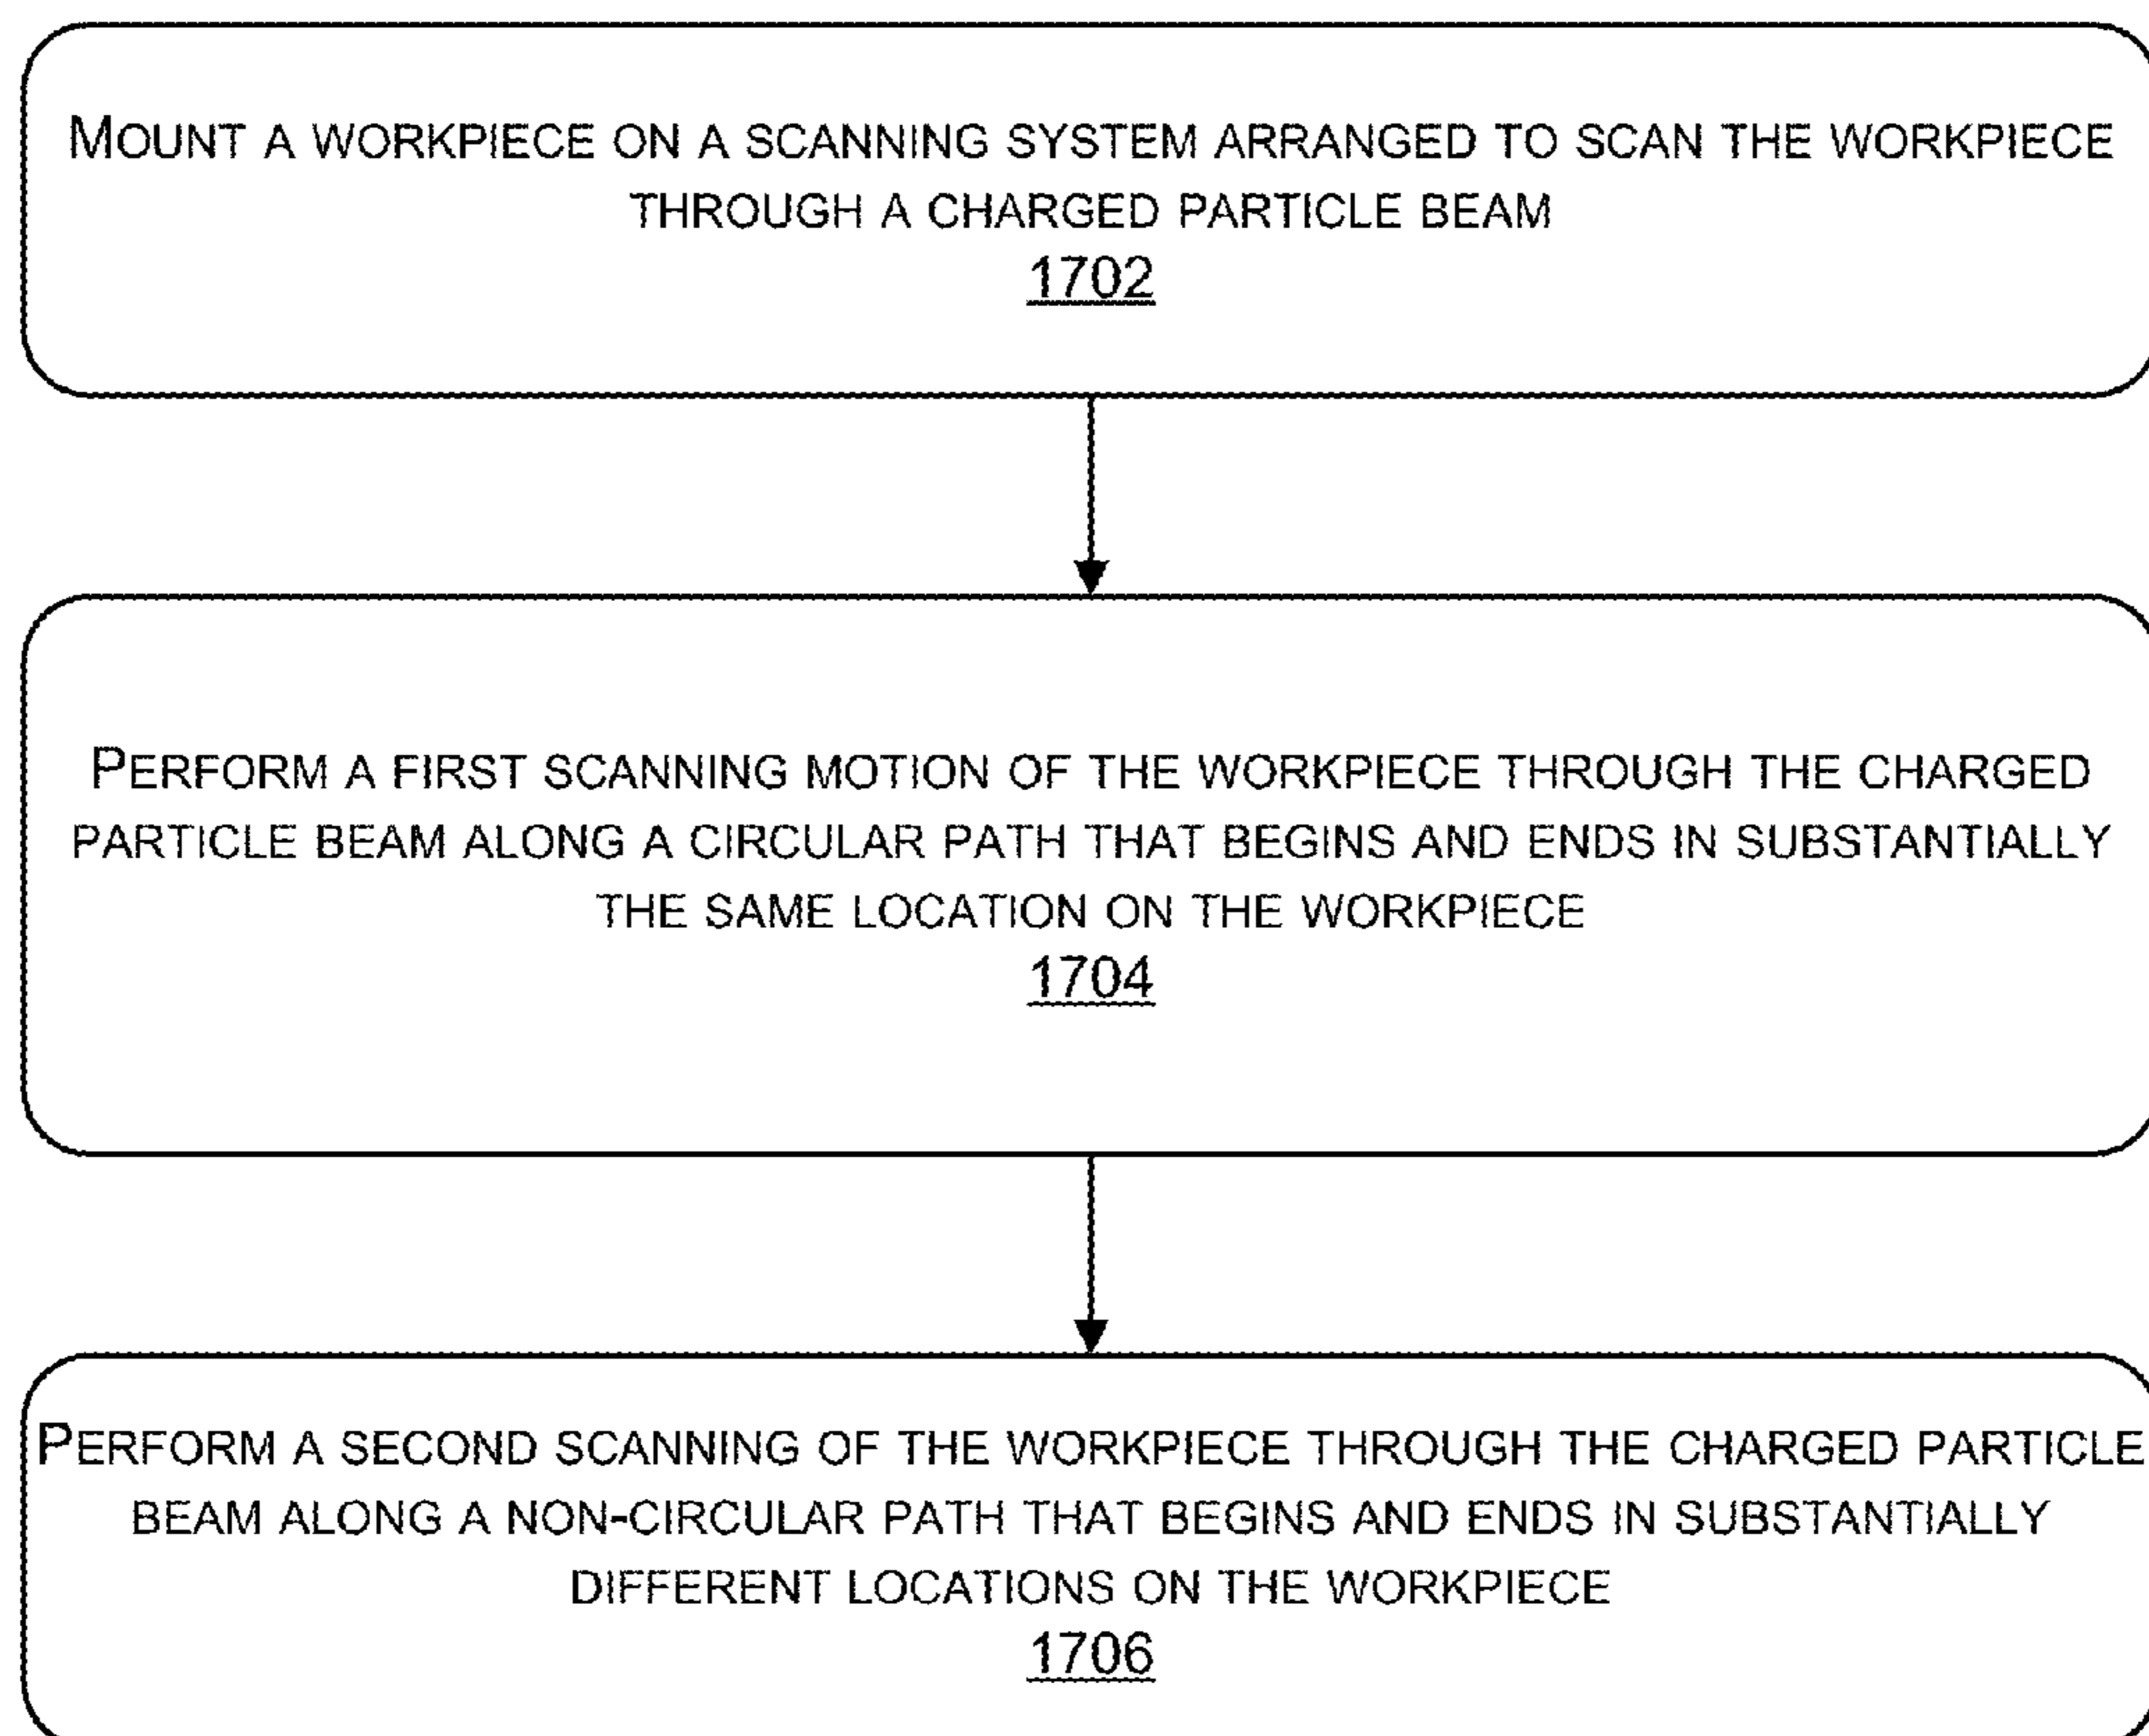 MOUNT A WORKPIECE ON A SCANNING SYSTEM ARRANGED TO SCAN THE WORKPIECE
THROUGH A CHARGED PARTICLE BEAM
1702
PERFORM A FIRST SCANNING MOTION OF THE WORKPIECE THROUGH THE CHARGED
PARTICLE BEAM ALONG A CIRCULAR PATH THAT BEGINS AND ENDS IN SUBSTANTIALLY
THE SAME LOCATION ON THE WORKPIECE
1704
PERFORM A SECOND SCANNING OF THE WORKPIECE THROUGH THE CHARGED PARTICLE
BEAM ALONG A NON-CIRCULAR PATH THAT BEGINS AND ENDS IN SUBSTANTIALLY
DIFFERENT LOCATIONS ON THE WORKPIECE
1706